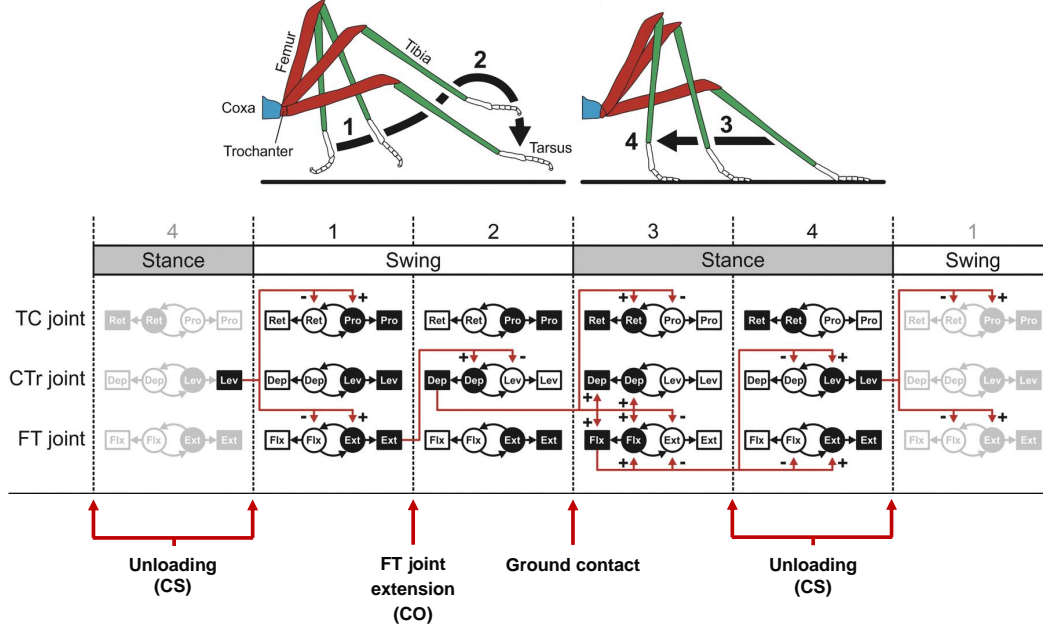 Femur
Tibia
2
Coxa
1
Trochanter
Tarsus
4
3
4 1 2 3 4 1
Stance Swing Stance Swing
- + + - - +
TC joint Ret Ret Pro Pro Ret Ret Pro Pro Ret Ret Pro Pro Ret Ret Pro Pro Ret Ret Pro Pro Ret Ret Pro Pro
+ - - +
CTr joint Dep Dep Lev Lev Dep Dep Lev Lev Dep Dep Lev Lev Dep Dep Lev Lev Dep Dep Lev Lev Dep Dep Lev Lev
- + + + - - +
+ +
FT joint Flx Flx Ext Ext Flx Flx Ext Ext Flx Flx Ext Ext Flx Flx Ext Ext Flx Flx Ext Ext Flx Flx Ext Ext
+ - - +
Unloading
(CS)
FT joint
extension
(CO)
Ground contact
Unloading
(CS)